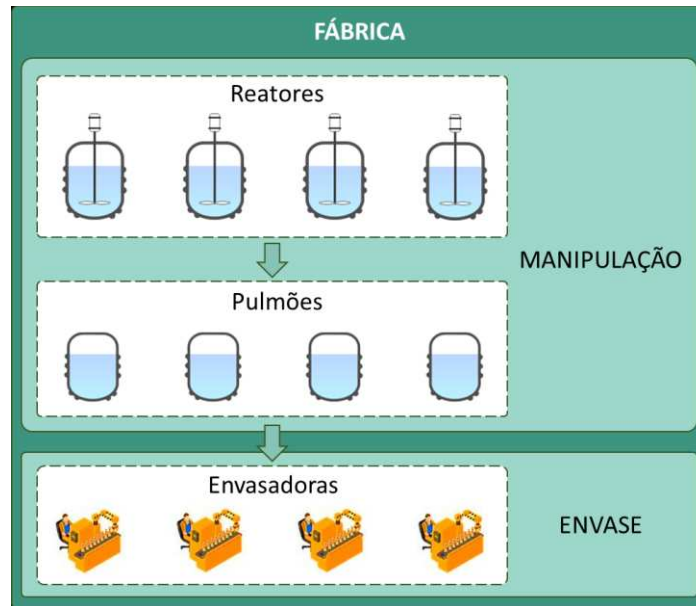 FÁBRICA
Reatores
MANIPULAÇÃO
Pulmões
Envasadoras
ENVASE